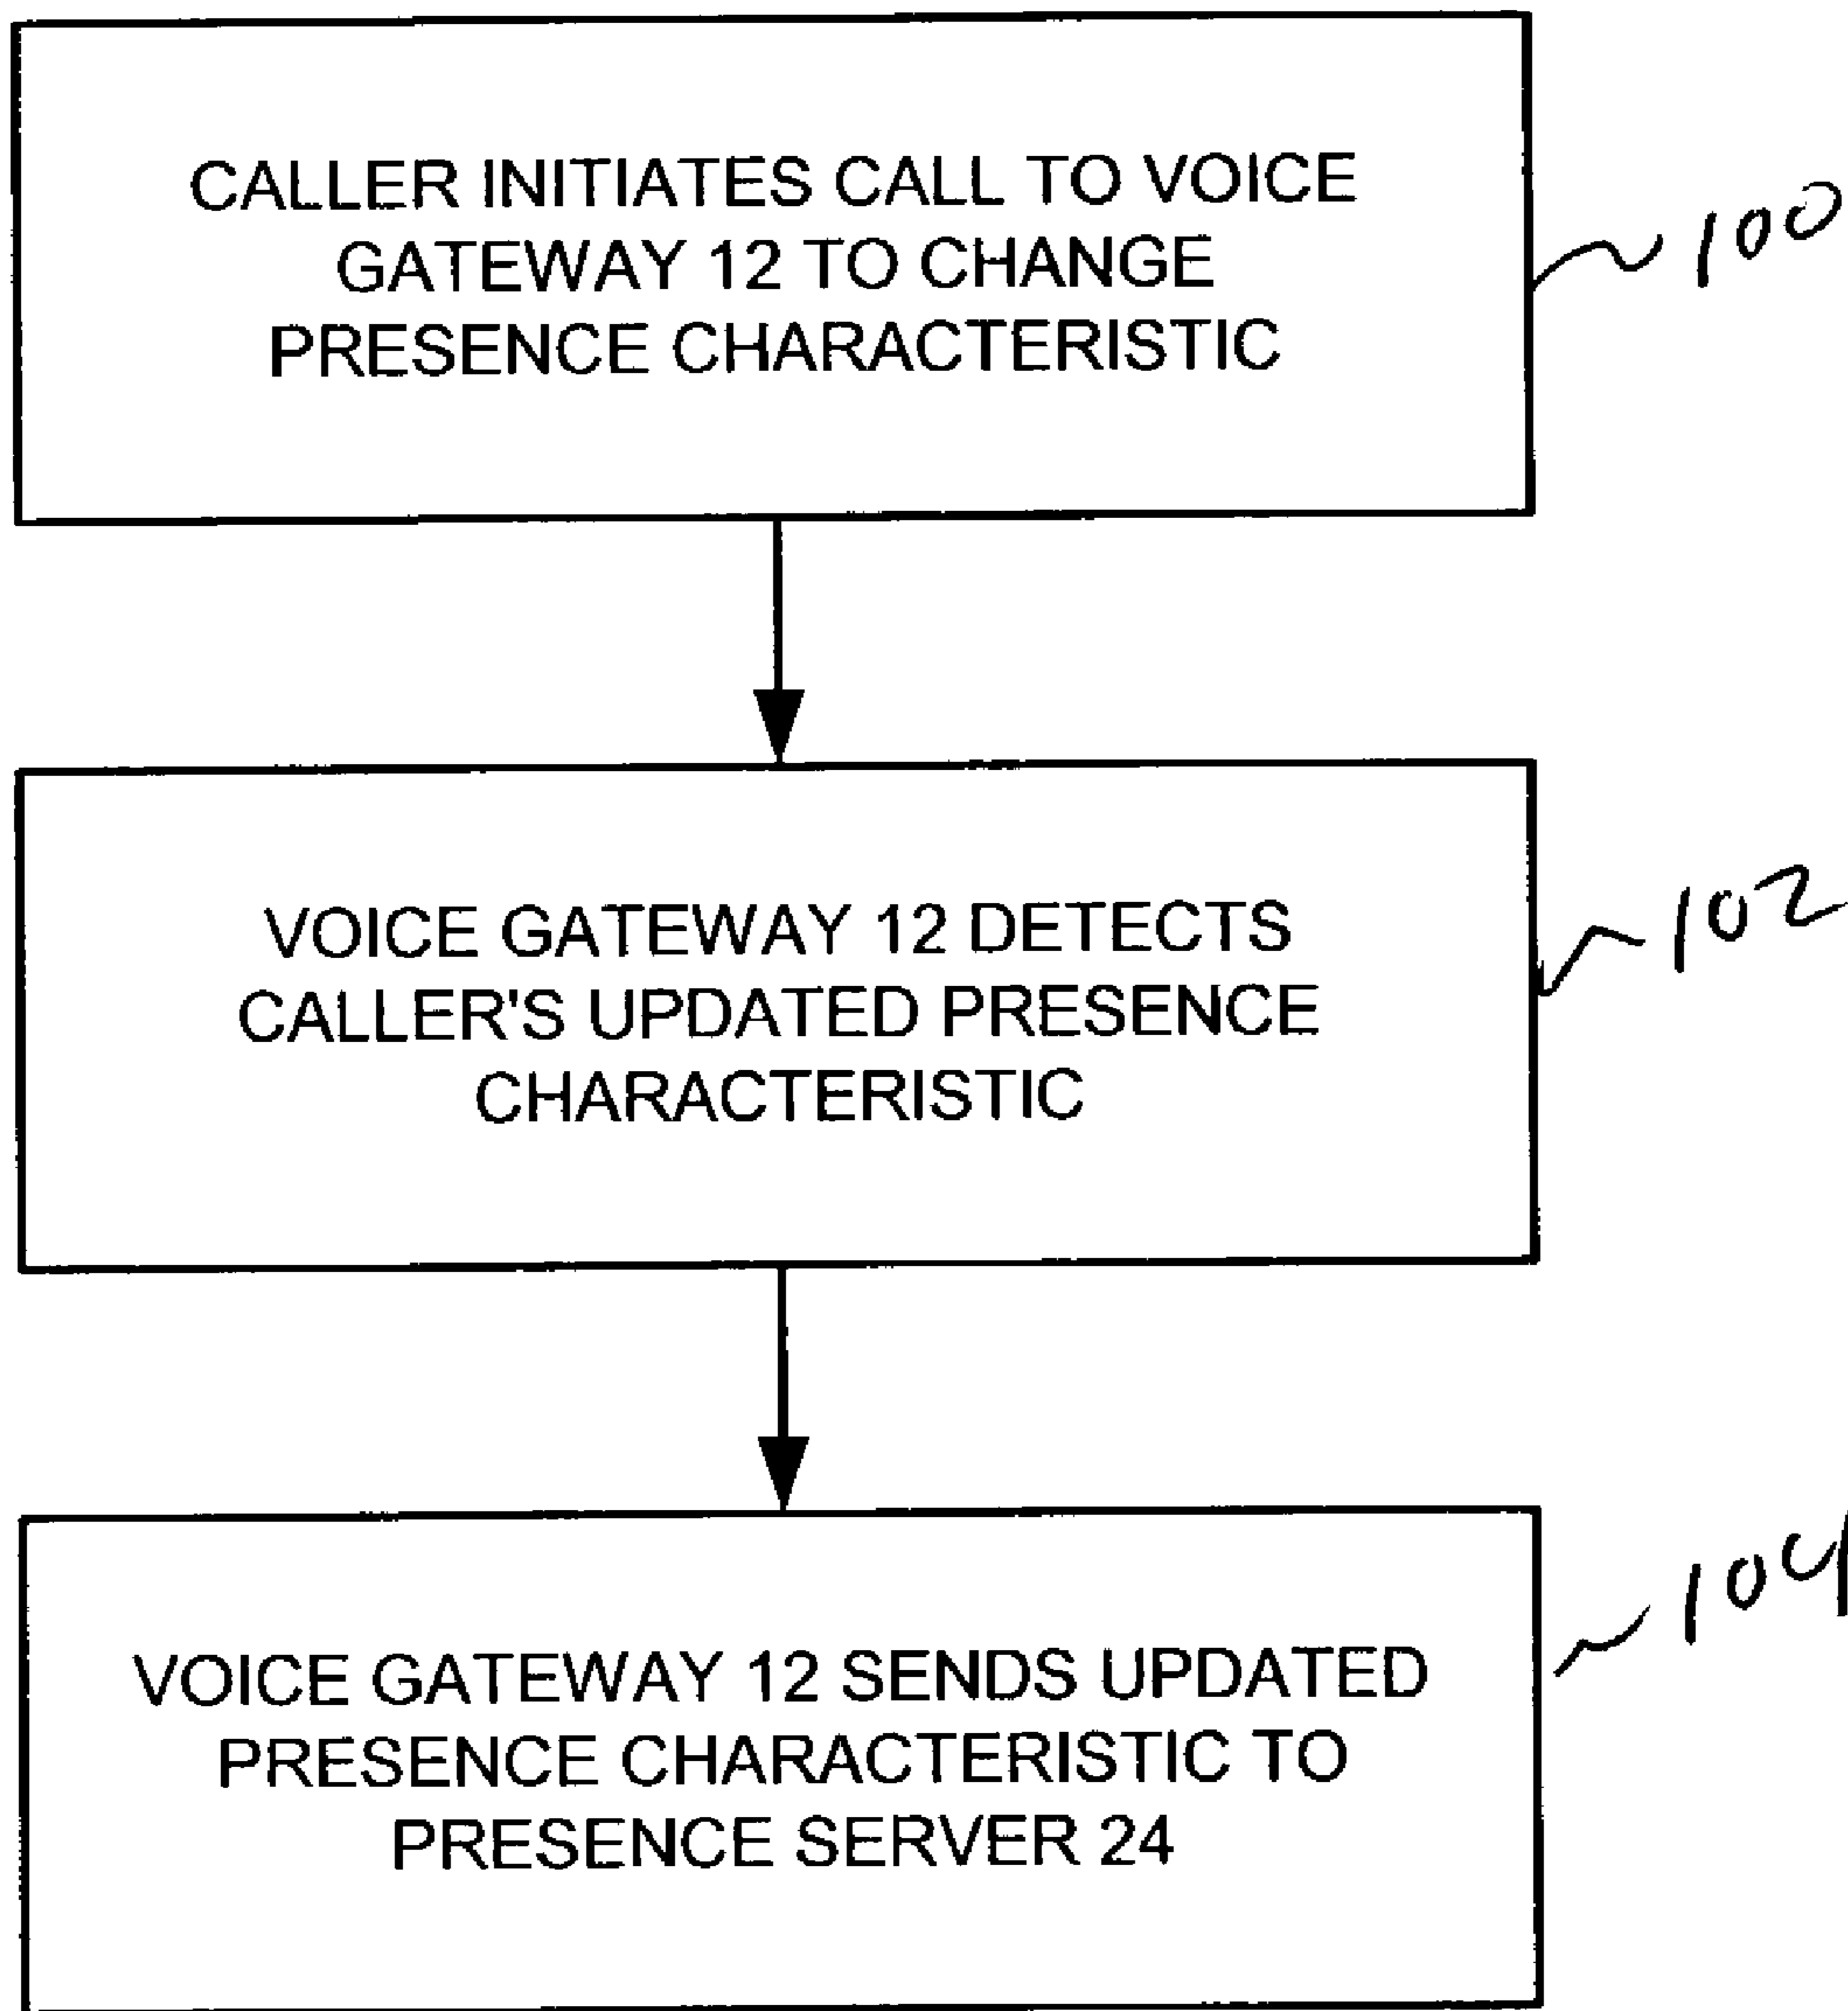 CALLER INITIATES CALL TO VOICE
GATEWAY 12 TO CHANGE
PRESENCE CHARACTERISTIC
100
VOICE GATEWAY 12 DETECTS
CALLER'S UPDATED PRESENCE
CHARACTERISTIC
102
VOICE GATEWAY 12 SENDS UPDATED
PRESENCE CHARACTERISTIC TO
PRESENCE SERVER 24
104